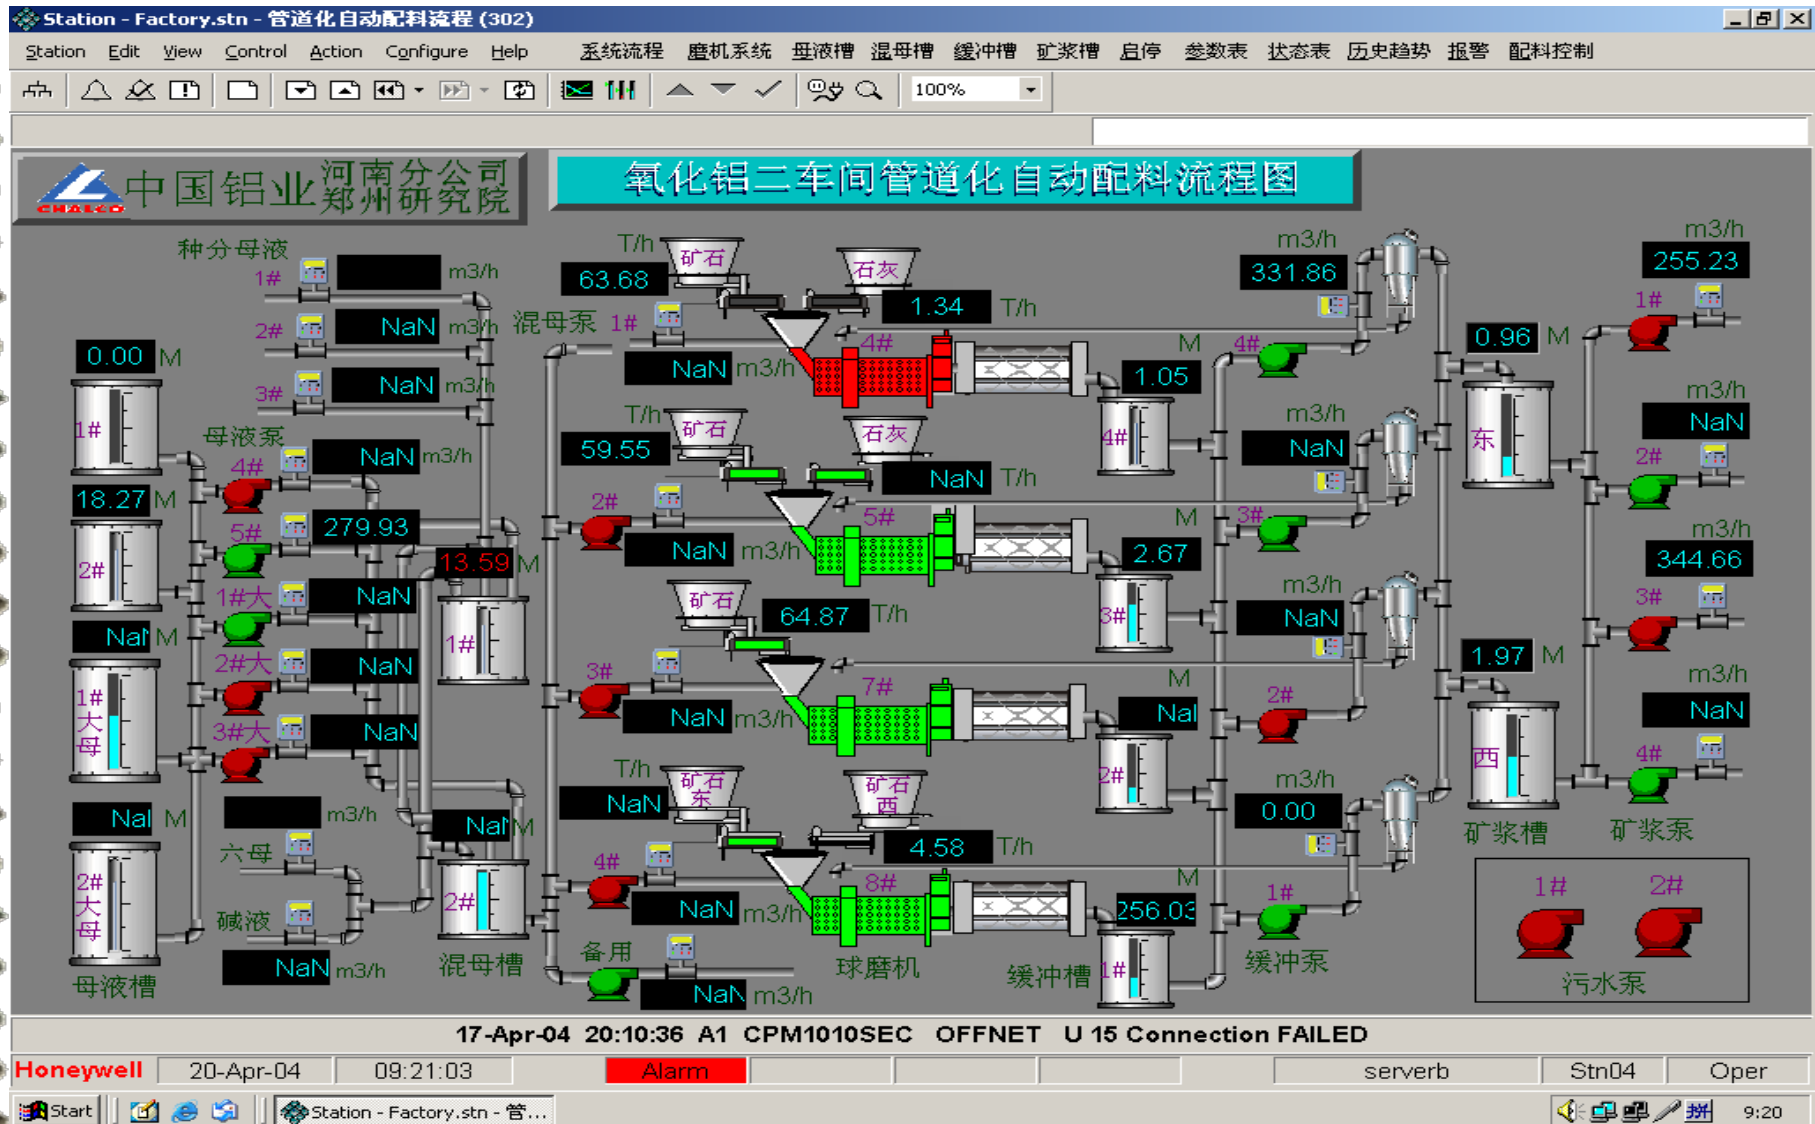 Station - Factory.stn - 管道化自动配料流程 (302)
Station Edit View Control Action Configure Help 系统流程 磨机系统 母液槽 混母槽 缓冲槽 矿浆槽 启停 参数表 状态表 历史趋势 报警 配料控制
100%
CHALCO 中国铝业 河南分公司
郑州研究院
氧化铝二车间管道化自动配料流程图
种分母液
1# m3/h
2# NaN m3/h
3# NaN m3/h
母液泵
4# NaN m3/h
5# 279.93
1#大 NaN
2#大 NaN
3#大 NaN
m3/h
六母
碱液
NaN m3/h
0.00 M
1#
18.27 M
2#
NaN M
1#
大
母
NaN M
2#
大
母
母液槽
13.59 M
1#
NaN M
2#
混母槽
T/h
63.68
矿石
石灰
1.34 T/h
混母泵 1#
NaN m3/h
4#
T/h
59.55
矿石
石灰
NaN T/h
2#
NaN m3/h
5#
矿石
64.87 T/h
3#
NaN m3/h
7#
T/h
NaN
矿石
东
矿石
西
4.58 T/h
4#
NaN m3/h
8#
备用
NaN m3/h
球磨机
M
1.05
4#
M
2.67
3#
M
NaN
2#
M
256.03
1#
缓冲槽
m3/h
331.86
4#
m3/h
NaN
3#
m3/h
NaN
2#
m3/h
0.00
1#
缓冲泵
0.96 M
东
1.97 M
西
矿浆槽
m3/h
255.23
1#
m3/h
NaN
2#
m3/h
344.66
3#
m3/h
NaN
4#
矿浆泵
1# 2#
污水泵
17-Apr-04 20:10:36 A1 CPM1010SEC OFFNET U 15 Connection FAILED
Honeywell 20-Apr-04 09:21:03 Alarm serverb Stn04 Oper
Start Station - Factory.stn - 管... 拼 9:20